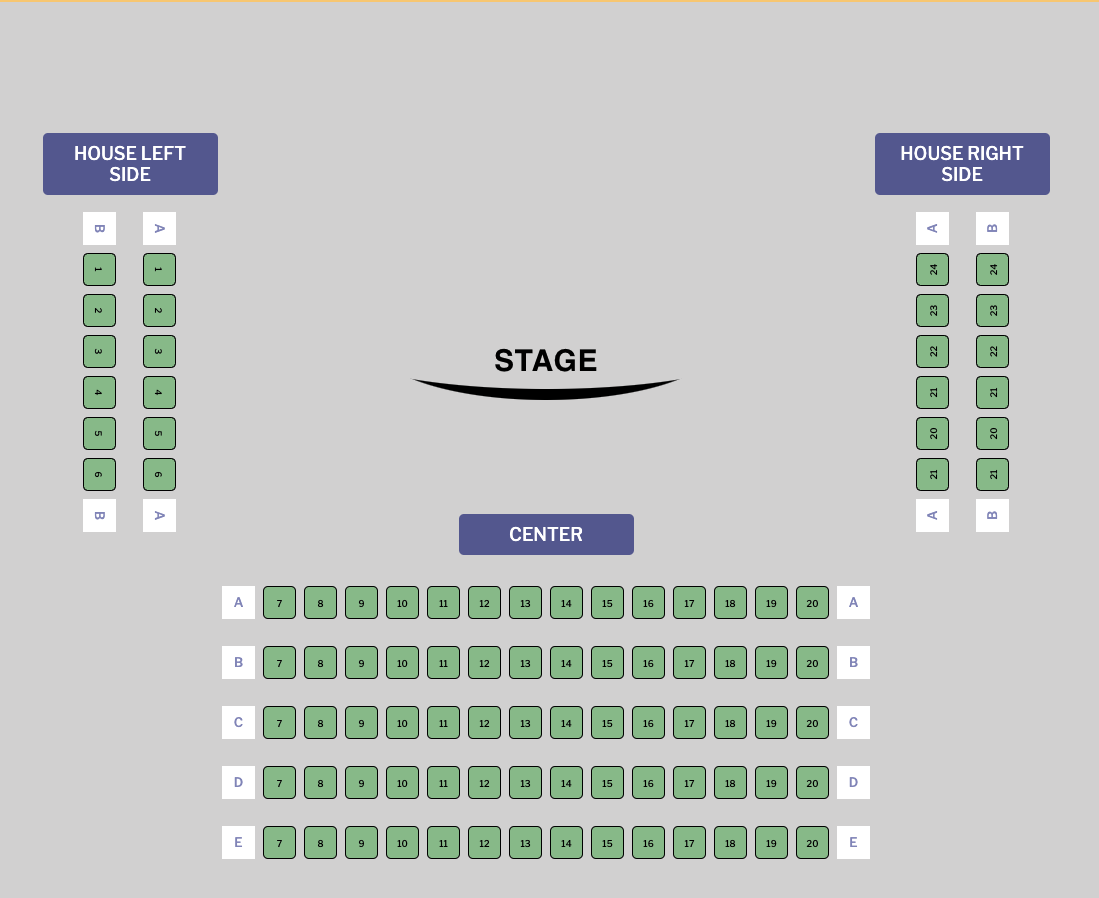 HOUSE LEFT
SIDE
HOUSE RIGHT
SIDE
B A
A B
1 1
24 24
2 2
23 23
3 3
22 22
STAGE
4 4
21 21
5 5
20 20
6 6
21 21
B A
A B
CENTER
A 7 8 9 10 11 12 13 14 15 16 17 18 19 20 A
B 7 8 9 10 11 12 13 14 15 16 17 18 19 20 B
C 7 8 9 10 11 12 13 14 15 16 17 18 19 20 C
D 7 8 9 10 11 12 13 14 15 16 17 18 19 20 D
E 7 8 9 10 11 12 13 14 15 16 17 18 19 20 E